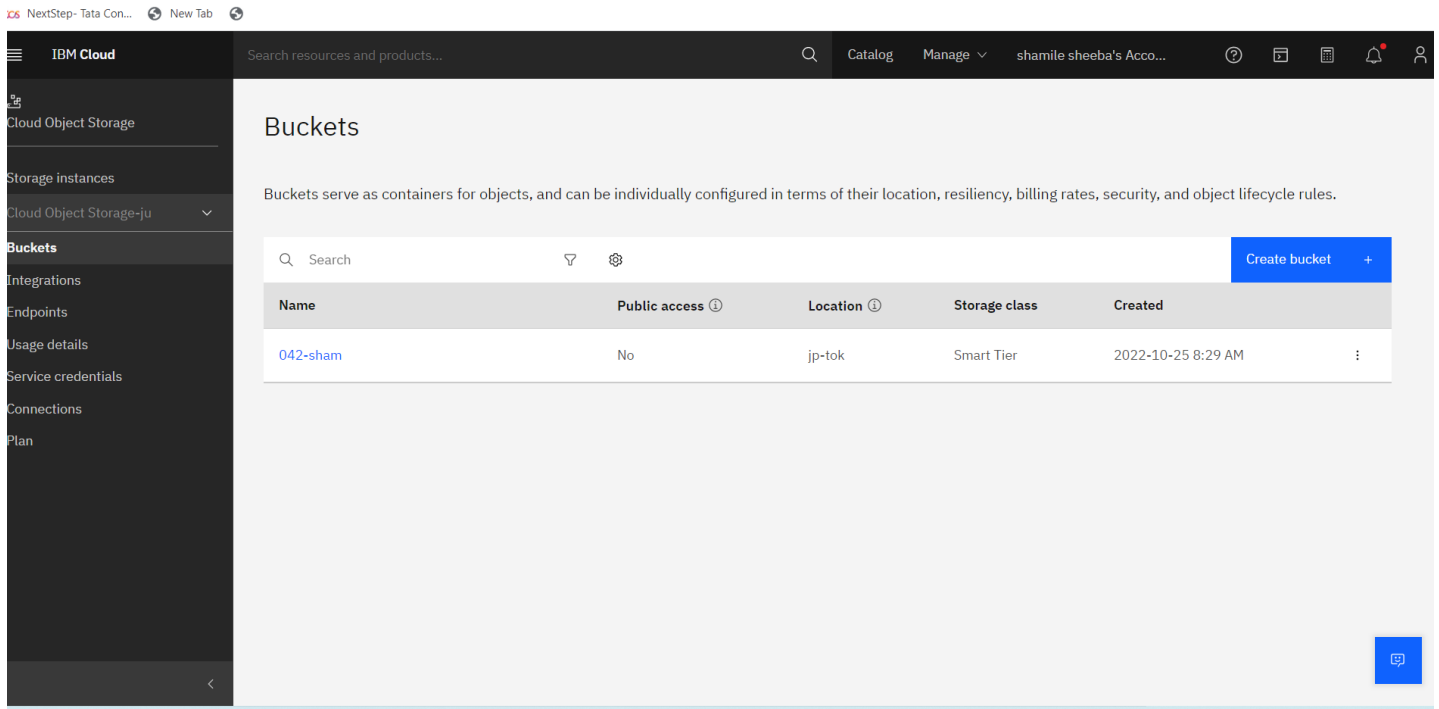 NextStep- Tata Con... New Tab
IBM Cloud Search resources and products... Catalog Manage shamile sheeba's Acco...
Cloud Object Storage
Storage instances
Cloud Object Storage-ju
Buckets
Integrations
Endpoints
Usage details
Service credentials
Connections
Plan
Buckets
Buckets serve as containers for objects, and can be individually configured in terms of their location, resiliency, billing rates, security, and object lifecycle rules.
Search Create bucket +
Name Public access Location Storage class Created
042-sham No jp-tok Smart Tier 2022-10-25 8:29 AM